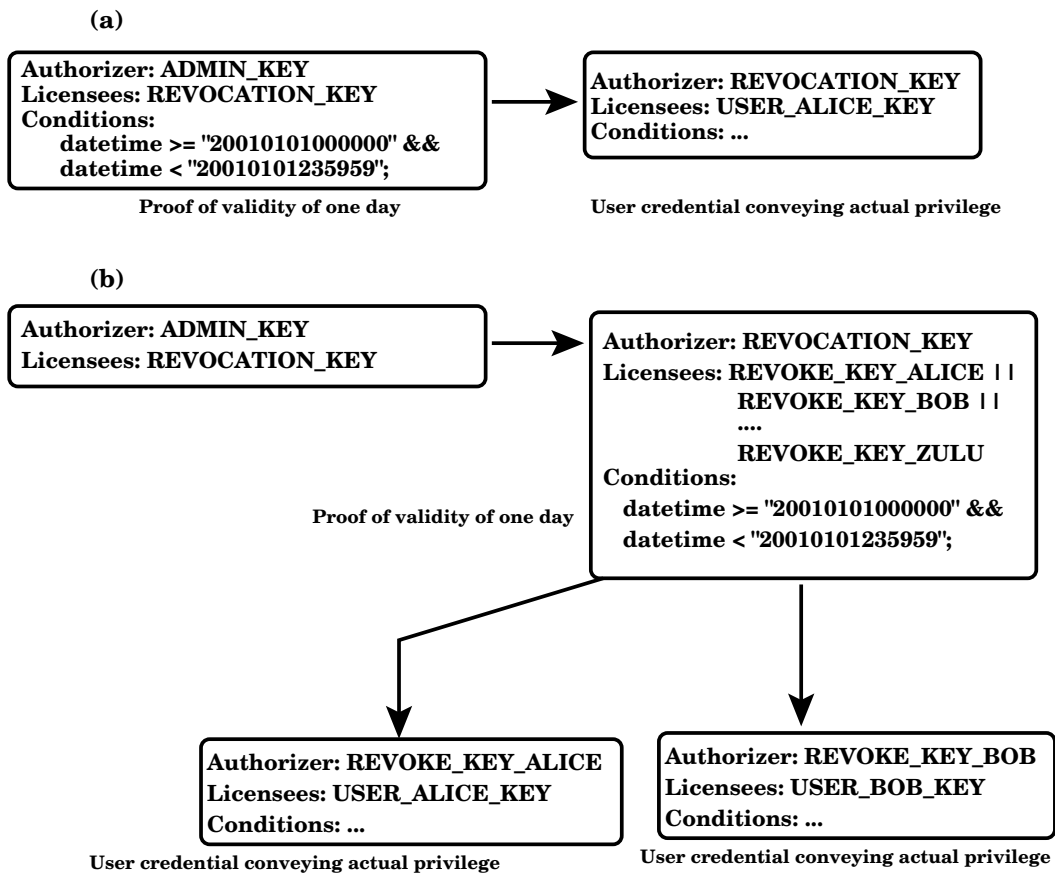 (a)
Authorizer: ADMIN_KEY
Licensees: REVOCATION_KEY
Conditions:
datetime >= "20010101000000" &&
datetime < "20010101235959";
Proof of validity of one day
Authorizer: REVOCATION_KEY
Licensees: USER_ALICE_KEY
Conditions: ...
User credential conveying actual privilege
(b)
Authorizer: ADMIN_KEY
Licensees: REVOCATION_KEY
Authorizer: REVOCATION_KEY
Licensees: REVOKE_KEY_ALICE ||
REVOKE_KEY_BOB ||
....
REVOKE_KEY_ZULU
Conditions:
datetime >= "20010101000000" &&
datetime < "20010101235959";
Proof of validity of one day
Authorizer: REVOKE_KEY_ALICE
Licensees: USER_ALICE_KEY
Conditions: ...
User credential conveying actual privilege
Authorizer: REVOKE_KEY_BOB
Licensees: USER_BOB_KEY
Conditions: ...
User credential conveying actual privilege